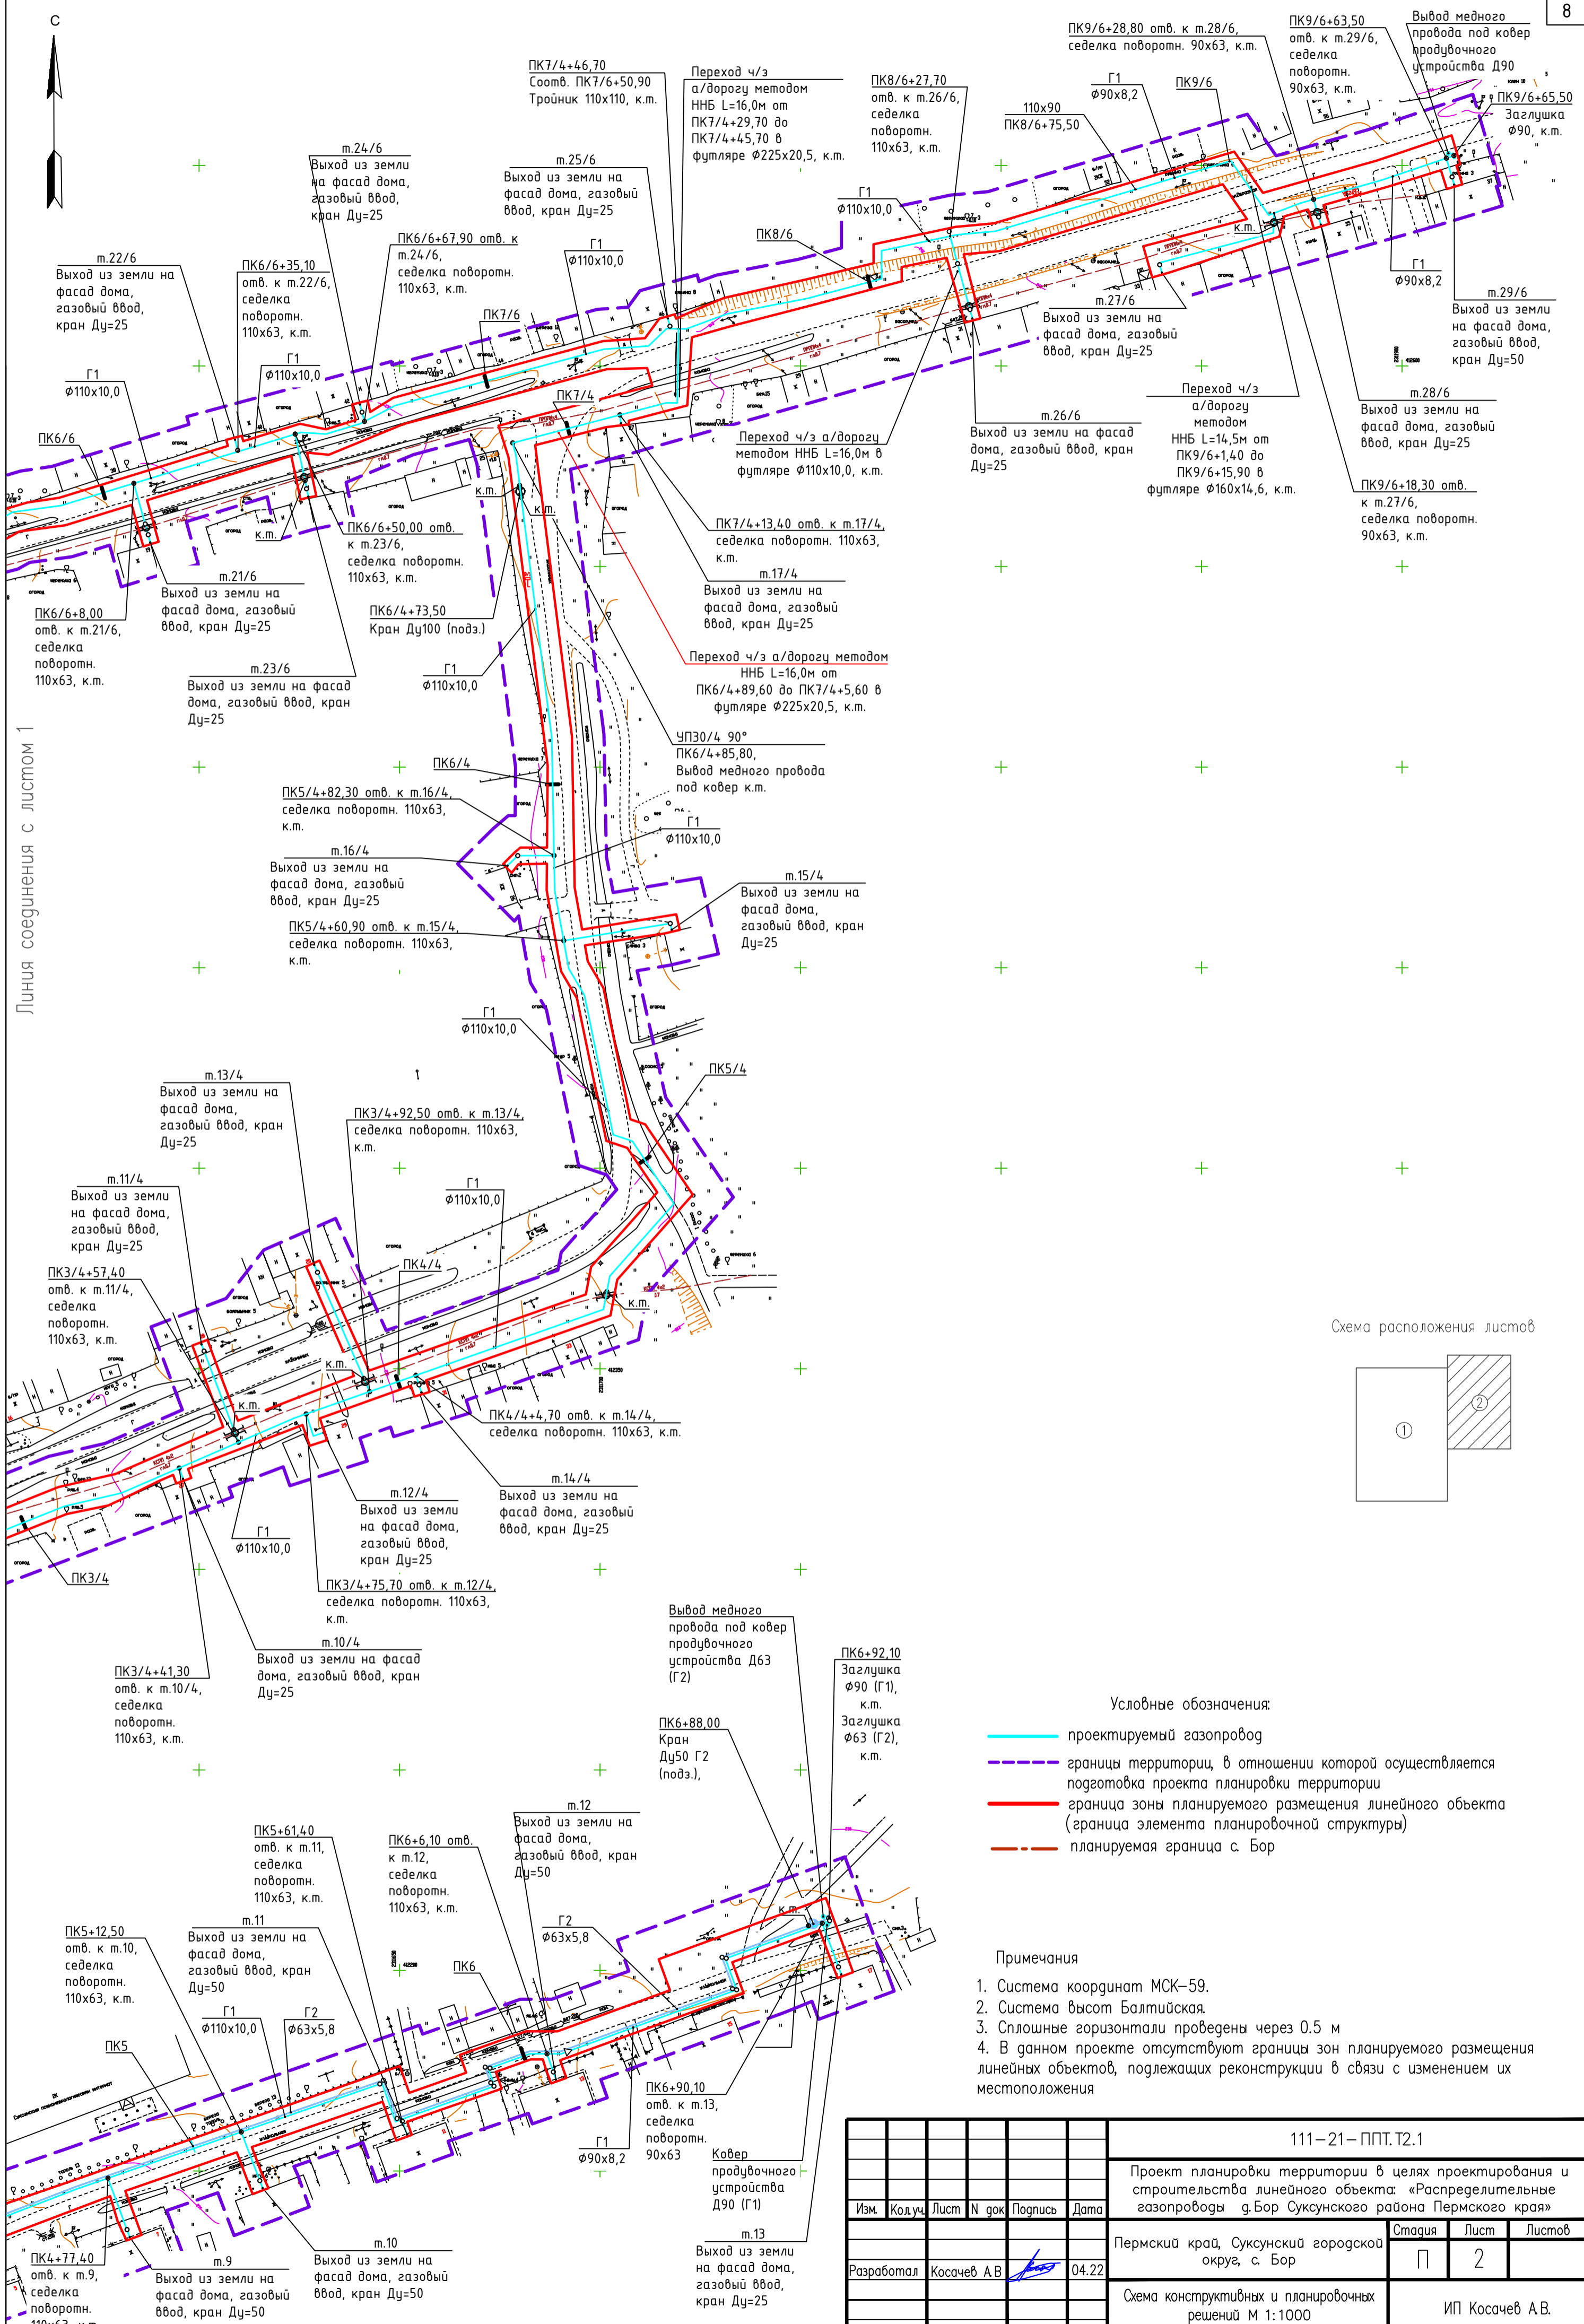 8
С
ПК7/4+46,70
Соотв. ПК7/6+50,90
Тройник 110х110, к.т.
Переход ч/з
а/дорогу методом
ННБ L=16,0м от
ПК7/4+29,70 до
ПК7/4+45,70 в
футляре Ф225х20,5, к.т.
ПК8/6+27,70
отв. к т.26/6,
седелка
поворотн.
110х63, к.т.
ПК9/6+28,80 отв. к т.28/6,
седелка поворотн. 90х63, к.т.
Г1
Ф90х8,2
ПК9/6
110х90
ПК8/6+75,50
ПК9/6+63,50
отв. к т.29/6,
седелка
поворотн.
90х63, к.т.
Вывод медного
провода под ковер
продувочного
устройства Д90
ПК9/6+65,50
Заглушка
Ф90, к.т.
т.24/6
Выход из земли
на фасад дома,
газовый ввод,
кран Ду=25
т.25/6
Выход из земли на
фасад дома, газовый
ввод, кран Ду=25
Г1
Ф110х10,0
ПК8/6
т.22/6
Выход из земли на
фасад дома,
газовый ввод,
кран Ду=25
ПК6/6+35,10
отв. к т.22/6,
седелка
поворотн.
110х63, к.т.
ПК6/6+67,90 отв. к
т.24/6,
седелка поворотн.
110х63, к.т.
Г1
Ф110х10,0
ПК7/6
Г1
Ф110х10,0
Г1
Ф110х10,0
ПК6/6
ПК7/4
к.т.
Г1
Ф90х8,2
т.27/6
Выход из земли на
фасад дома, газовый
ввод, кран Ду=25
т.29/6
Выход из земли
на фасад дома,
газовый ввод,
кран Ду=50
Переход ч/з а/дорогу
методом ННБ L=16,0м в
футляре Ф110х10,0, к.т.
т.26/6
Выход из земли на фасад
дома, газовый ввод, кран
Ду=25
Переход ч/з
а/дорогу
методом
ННБ L=14,5м от
ПК9/6+1,40 до
ПК9/6+15,90 в
футляре Ф160х14,6, к.т.
т.28/6
Выход из земли на
фасад дома, газовый
ввод, кран Ду=25
ПК9/6+18,30 отв.
к т.27/6,
седелка поворотн.
90х63, к.т.
к.т.
к.т.
к.т.
ПК6/6+50,00 отв.
к т.23/6,
седелка поворотн.
110х63, к.т.
ПК7/4+13,40 отв. к т.17/4,
седелка поворотн. 110х63,
к.т.
т.21/6
Выход из земли на
фасад дома, газовый
ввод, кран Ду=25
т.17/4
Выход из земли на
фасад дома, газовый
ввод, кран Ду=25
ПК6/6+8,00
отв. к т.21/6,
седелка
поворотн.
110х63, к.т.
ПК6/4+73,50
Кран Ду100 (подз.)
т.23/6
Выход из земли на фасад
дома, газовый ввод, кран
Ду=25
Г1
Ф110х10,0
Переход ч/з а/дорогу методом
ННБ L=16,0м от
ПК6/4+89,60 до ПК7/4+5,60 в
футляре Ф225х20,5, к.т.
Линия соединения с листом 1
УП30/4 90°
ПК6/4+85,80,
Вывод медного провода
под ковер к.т.
ПК6/4
ПК5/4+82,30 отв. к т.16/4,
седелка поворотн. 110х63,
к.т.
Г1
Ф110х10,0
т.16/4
Выход из земли на
фасад дома, газовый
ввод, кран Ду=25
т.15/4
Выход из земли на
фасад дома,
газовый ввод, кран
Ду=25
ПК5/4+60,90 отв. к т.15/4,
седелка поворотн. 110х63,
к.т.
Г1
Ф110х10,0
т.13/4
Выход из земли на
фасад дома,
газовый ввод, кран
Ду=25
ПК5/4
ПК3/4+92,50 отв. к т.13/4,
седелка поворотн. 110х63,
к.т.
т.11/4
Выход из земли
на фасад дома,
газовый ввод,
кран Ду=25
Г1
Ф110х10,0
ПК3/4+57,40
отв. к т.11/4,
седелка
поворотн.
110х63, к.т.
ПК4/4
к.т.
к.т.
к.т.
Схема расположения листов
1
2
ПК4/4+4,70 отв. к т.14/4,
седелка поворотн. 110х63, к.т.
т.14/4
Выход из земли на
фасад дома, газовый
ввод, кран Ду=25
т.12/4
Выход из земли
на фасад дома,
газовый ввод,
кран Ду=25
Г1
Ф110х10,0
ПК3/4
ПК3/4+75,70 отв. к т.12/4,
седелка поворотн. 110х63,
к.т.
т.10/4
Выход из земли на фасад
дома, газовый ввод, кран
Ду=25
ПК3/4+41,30
отв. к т.10/4,
седелка
поворотн.
110х63, к.т.
Вывод медного
провода под ковер
продувочного
устройства Д63
(Г2)
ПК6+92,10
Заглушка
Ф90 (Г1),
к.т.
Заглушка
Ф63 (Г2),
к.т.
ПК6+88,00
Кран
Ду50 Г2
(подз.),
Условные обозначения:
проектируемый газопровод
границы территории, в отношении которой осуществляется
подготовка проекта планировки территории
граница зоны планируемого размещения линейного объекта
(граница элемента планировочной структуры)
планируемая граница с. Бор
т.12
Выход из земли на
фасад дома,
газовый ввод, кран
Ду=50
ПК5+61,40
отв. к т.11,
седелка
поворотн.
110х63, к.т.
ПК6+6,10 отв.
к т.12,
седелка
поворотн.
110х63, к.т.
ПК5+12,50
отв. к т.10,
седелка
поворотн.
110х63, к.т.
т.11
Выход из земли на
фасад дома,
газовый ввод, кран
Ду=50
Г2
Ф63х5,8
к.т.
ПК6
Г1
Ф110х10,0
Г2
Ф63х5,8
ПК5
Примечания
1. Система координат МСК-59.
2. Система высот Балтийская.
3. Сплошные горизонтали проведены через 0.5 м
4. В данном проекте отсутствуют границы зон планируемого размещения
линейных объектов, подлежащих реконструкции в связи с изменением их
местоположения
ПК6+90,10
отв. к т.13,
седелка
поворотн.
90х63
Г1
Ф90х8,2
Ковер
продувочного
устройства
Д90 (Г1)
т.13
Выход из земли
на фасад дома,
газовый ввод,
кран Ду=25
ПК4+77,40
отв. к т.9,
седелка
поворотн.
110х63, к.т.
т.9
Выход из земли на
фасад дома, газовый
ввод, кран Ду=50
т.10
Выход из земли на
фасад дома, газовый
ввод, кран Ду=50
111-21-ППТ.Т2.1
Проект планировки территории в целях проектирования и
строительства линейного объекта: «Распределительные
газопроводы д.Бор Суксунского района Пермского края»
Изм. Кол.уч Лист N док Подпись Дата
Пермский край, Суксунский городской
округ, с. Бор
Стадия Лист Листов
П 2
Разработал Косачев А.В 04.22
Схема конструктивных и планировочных
решений М 1:1000
ИП Косачев А.В.